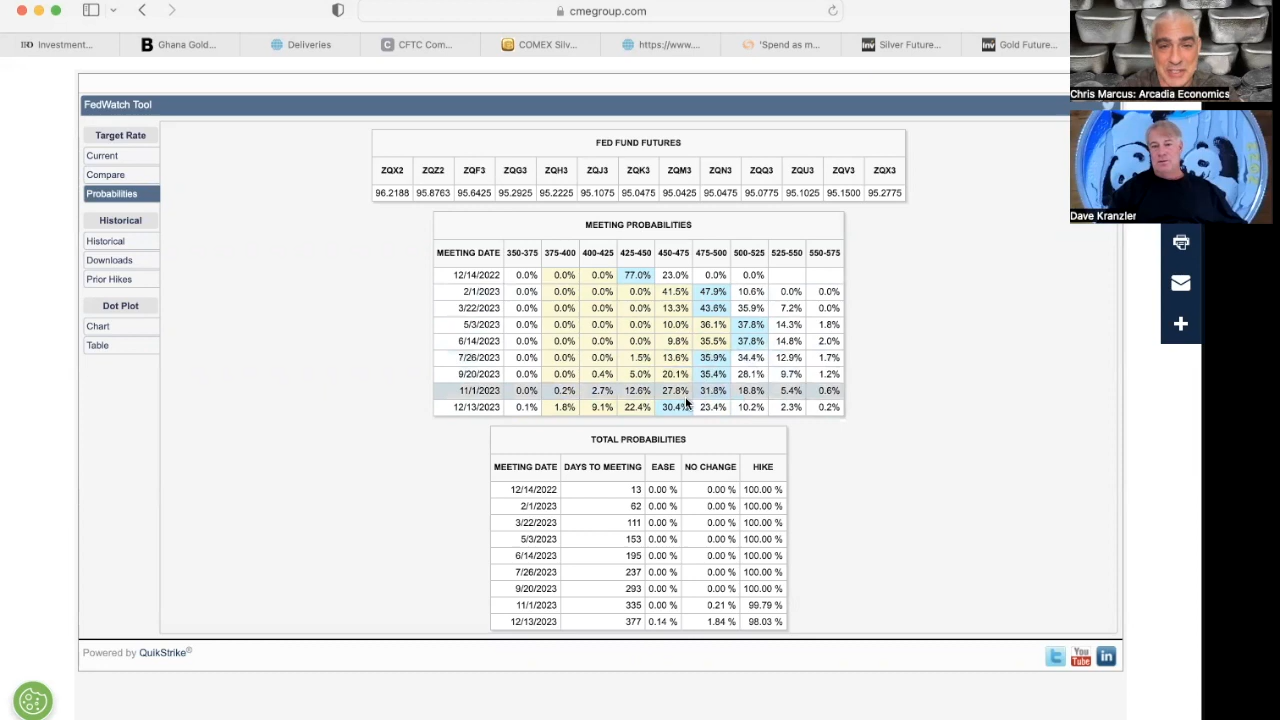 cmegroup.com
Investment...
Ghana Gold...
Deliveries
CFTC Com...
COMEX Silv...
https://www....
'Spend as m...
Silver Future...
Gold Future...
Chris Marcus: Arcadia Economics
Dave Kranzler
FedWatch Tool
Target Rate
Current
Compare
Probabilities
Historical
Historical
Downloads
Prior Hikes
Dot Plot
Chart
Table
FED FUND FUTURES
ZQX2 ZQZ2 ZQF3 ZQG3 ZQH3 ZQJ3 ZQK3 ZQM3 ZQN3 ZQQ3 ZQU3 ZQV3 ZQX3
96.2188 95.8763 95.6425 95.2925 95.2225 95.1075 95.0475 95.0425 95.0475 95.0775 95.1025 95.1500 95.2775
MEETING PROBABILITIES
MEETING DATE 350-375 375-400 400-425 425-450 450-475 475-500 500-525 525-550 550-575
12/14/2022 0.0% 0.0% 0.0% 77.0% 23.0% 0.0% 0.0%
2/1/2023 0.0% 0.0% 0.0% 0.0% 41.5% 47.9% 10.6% 0.0% 0.0%
3/22/2023 0.0% 0.0% 0.0% 0.0% 13.3% 43.6% 35.9% 7.2% 0.0%
5/3/2023 0.0% 0.0% 0.0% 0.0% 10.0% 36.1% 37.8% 14.3% 1.8%
6/14/2023 0.0% 0.0% 0.0% 0.0% 9.8% 35.5% 37.8% 14.8% 2.0%
7/26/2023 0.0% 0.0% 0.0% 1.5% 13.6% 35.9% 34.4% 12.9% 1.7%
9/20/2023 0.0% 0.0% 0.4% 5.0% 20.1% 35.4% 28.1% 9.7% 1.2%
11/1/2023 0.0% 0.2% 2.7% 12.6% 27.8% 31.8% 18.8% 5.4% 0.6%
12/13/2023 0.1% 1.8% 9.1% 22.4% 30.4% 23.4% 10.2% 2.3% 0.2%
TOTAL PROBABILITIES
MEETING DATE DAYS TO MEETING EASE NO CHANGE HIKE
12/14/2022 13 0.00 % 0.00 % 100.00 %
2/1/2023 62 0.00 % 0.00 % 100.00 %
3/22/2023 111 0.00 % 0.00 % 100.00 %
5/3/2023 153 0.00 % 0.00 % 100.00 %
6/14/2023 195 0.00 % 0.00 % 100.00 %
7/26/2023 237 0.00 % 0.00 % 100.00 %
9/20/2023 293 0.00 % 0.00 % 100.00 %
11/1/2023 335 0.00 % 0.21 % 99.79 %
12/13/2023 377 0.14 % 1.84 % 98.03 %
Powered by QuikStrike®
You
Tube
in